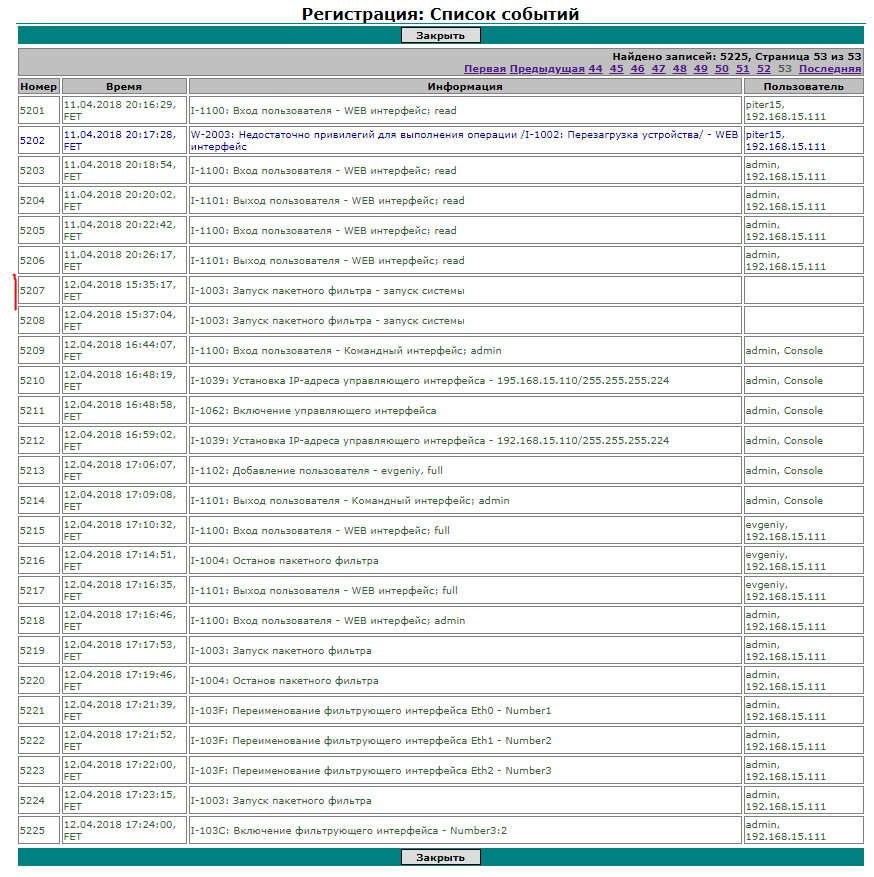 Регистрация: Список событий
Закрыть
Найдено записей: 5225, Страница 53 из 53
Первая Предыдущая 44 45 46 47 48 49 50 51 52 53 Последняя
Номер Время Информация Пользователь
5201 11.04.2018 20:16:29, FET I-1100: Вход пользователя - WEB интерфейс; read piter15, 192.168.15.111
5202 11.04.2018 20:17:28, FET W-2003: Недостаточно привилегий для выполнения операции /I-1002: Перезагрузка устройства/ - WEB интерфейс piter15, 192.168.15.111
5203 11.04.2018 20:18:54, FET I-1100: Вход пользователя - WEB интерфейс; read admin, 192.168.15.111
5204 11.04.2018 20:20:02, FET I-1101: Выход пользователя - WEB интерфейс; read admin, 192.168.15.111
5205 11.04.2018 20:22:42, FET I-1100: Вход пользователя - WEB интерфейс; read admin, 192.168.15.111
5206 11.04.2018 20:26:17, FET I-1101: Выход пользователя - WEB интерфейс; read admin, 192.168.15.111
5207 12.04.2018 15:35:17, FET I-1003: Запуск пакетного фильтра - запуск системы
5208 12.04.2018 15:37:04, FET I-1003: Запуск пакетного фильтра - запуск системы
5209 12.04.2018 16:44:07, FET I-1100: Вход пользователя - Командный интерфейс; admin admin, Console
5210 12.04.2018 16:48:19, FET I-1039: Установка IP-адреса управляющего интерфейса - 195.168.15.110/255.255.255.224 admin, Console
5211 12.04.2018 16:48:58, FET I-1062: Включение управляющего интерфейса admin, Console
5212 12.04.2018 16:59:02, FET I-1039: Установка IP-адреса управляющего интерфейса - 192.168.15.110/255.255.255.224 admin, Console
5213 12.04.2018 17:06:07, FET I-1102: Добавление пользователя - evgeniy, full admin, Console
5214 12.04.2018 17:09:08, FET I-1101: Выход пользователя - Командный интерфейс; admin admin, Console
5215 12.04.2018 17:10:32, FET I-1100: Вход пользователя - WEB интерфейс; full evgeniy, 192.168.15.111
5216 12.04.2018 17:14:51, FET I-1004: Останов пакетного фильтра evgeniy, 192.168.15.111
5217 12.04.2018 17:16:35, FET I-1101: Выход пользователя - WEB интерфейс; full evgeniy, 192.168.15.111
5218 12.04.2018 17:16:46, FET I-1100: Вход пользователя - WEB интерфейс; admin admin, 192.168.15.111
5219 12.04.2018 17:17:53, FET I-1003: Запуск пакетного фильтра admin, 192.168.15.111
5220 12.04.2018 17:19:46, FET I-1004: Останов пакетного фильтра admin, 192.168.15.111
5221 12.04.2018 17:21:39, FET I-103F: Переименование фильтрующего интерфейса Eth0 - Number1 admin, 192.168.15.111
5222 12.04.2018 17:21:52, FET I-103F: Переименование фильтрующего интерфейса Eth1 - Number2 admin, 192.168.15.111
5223 12.04.2018 17:22:00, FET I-103F: Переименование фильтрующего интерфейса Eth2 - Number3 admin, 192.168.15.111
5224 12.04.2018 17:23:15, FET I-1003: Запуск пакетного фильтра admin, 192.168.15.111
5225 12.04.2018 17:24:00, FET I-103C: Включение фильтрующего интерфейса - Number3:2 admin, 192.168.15.111
Закрыть